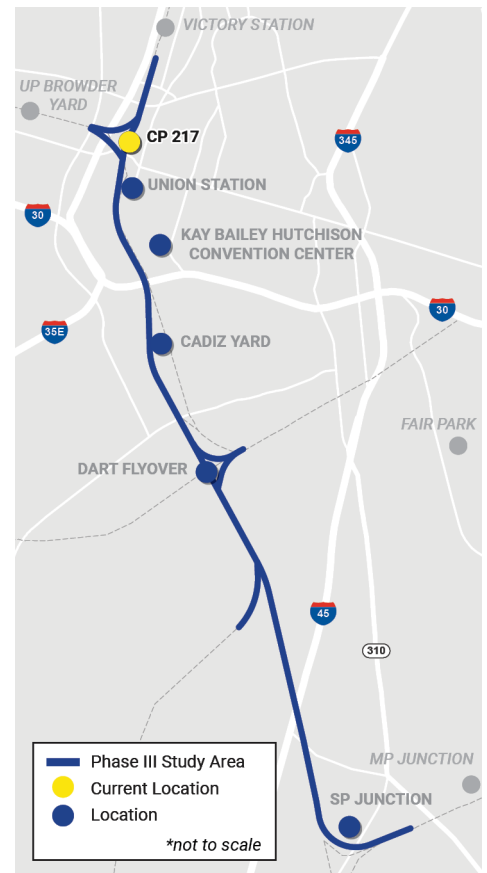 VICTORY STATION
UP BROWDER
YARD
CP 217
345
UNION STATION
30
KAY BAILEY HUTCHISON
CONVENTION CENTER
30
35E
CADIZ YARD
FAIR PARK
DART FLYOVER
45
310
MP JUNCTION
SP JUNCTION
Phase III Study Area
Current Location
Location
*not to scale